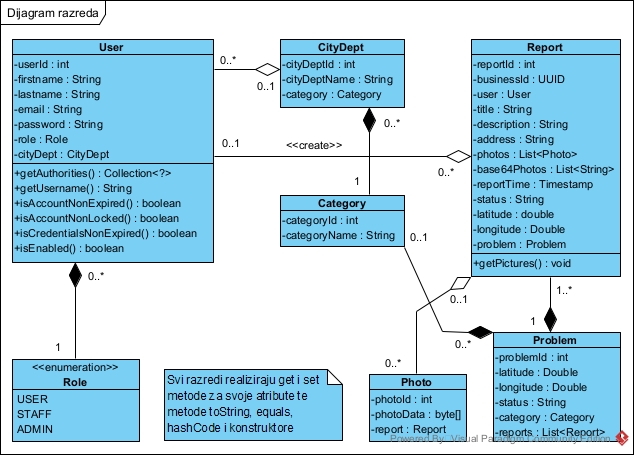 Dijagram razreda
User
-userId : int
-firstname : String
-lastname : String
-email : String
-password : String
-role : Role
-cityDept : CityDept
+getAuthorities() : Collection<?>
+getUsername() : String
+isAccountNonExpired() : boolean
+isAccountNonLocked() : boolean
+isCredentialsNonExpired() : boolean
+isEnabled() : boolean
0..*
0..1
CityDept
-cityDeptId : int
-cityDeptName : String
-category : Category
0..*
1
0..1
<<create>>
0..*
Report
-reportId : int
-businessId : UUID
-user : User
-title : String
-description : String
-address : String
-photos : List<Photo>
-base64Photos : List<String>
-reportTime : Timestamp
-status : String
-latitude : double
-longitude : Double
-problem : Problem
+getPictures() : void
Category
-categoryId : int
-categoryName : String
0..1
0..*
0..1
0..*
1..*
1
0..*
1
<<enumeration>>
Role
USER
STAFF
ADMIN
Svi razredi realiziraju get i set
metode za svoje atribute te
metode toString, equals,
hashCode i konstruktore
Photo
-photoId : int
-photoData : byte[]
-report : Report
Problem
-problemId : int
-latitude : Double
-longitude : Double
-status : String
-category : Category
-reports : List<Report>
Powered By Visual Paradigm Community Edition